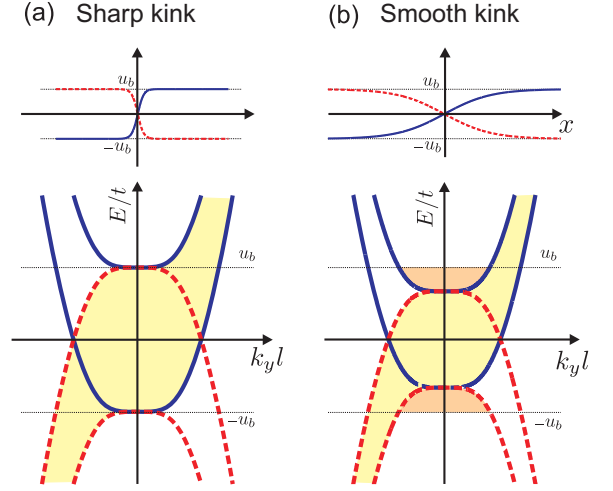 (a) Sharp kink
u_b
-u_b
E/t
u_b
k_y l
-u_b
(b) Smooth kink
u_b
x
-u_b
E/t
u_b
k_y l
-u_b